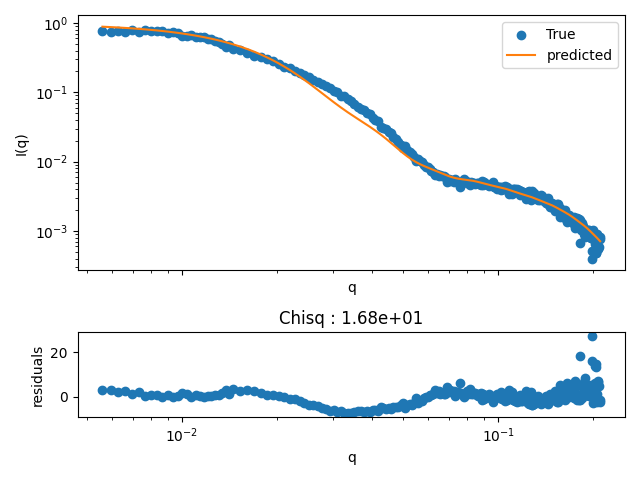 10⁰
10⁻¹
10⁻²
10⁻³
I(q)
True
predicted
q
Chisq : 1.68e+01
20
0
residuals
10⁻²
10⁻¹
q